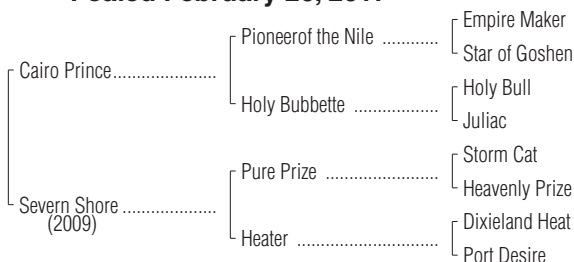 Foaled February
Empire Maker
Pioneerof the Nile ............
Star of Goshen
Cairo Prince......................
Holy Bull
Holy Bubbette ..................
Juliac
Storm Cat
Pure Prize ........................
Heavenly Prize
Severn Shore ....................
(2009)
Dixieland Heat
Heater ..............................
Port Desire